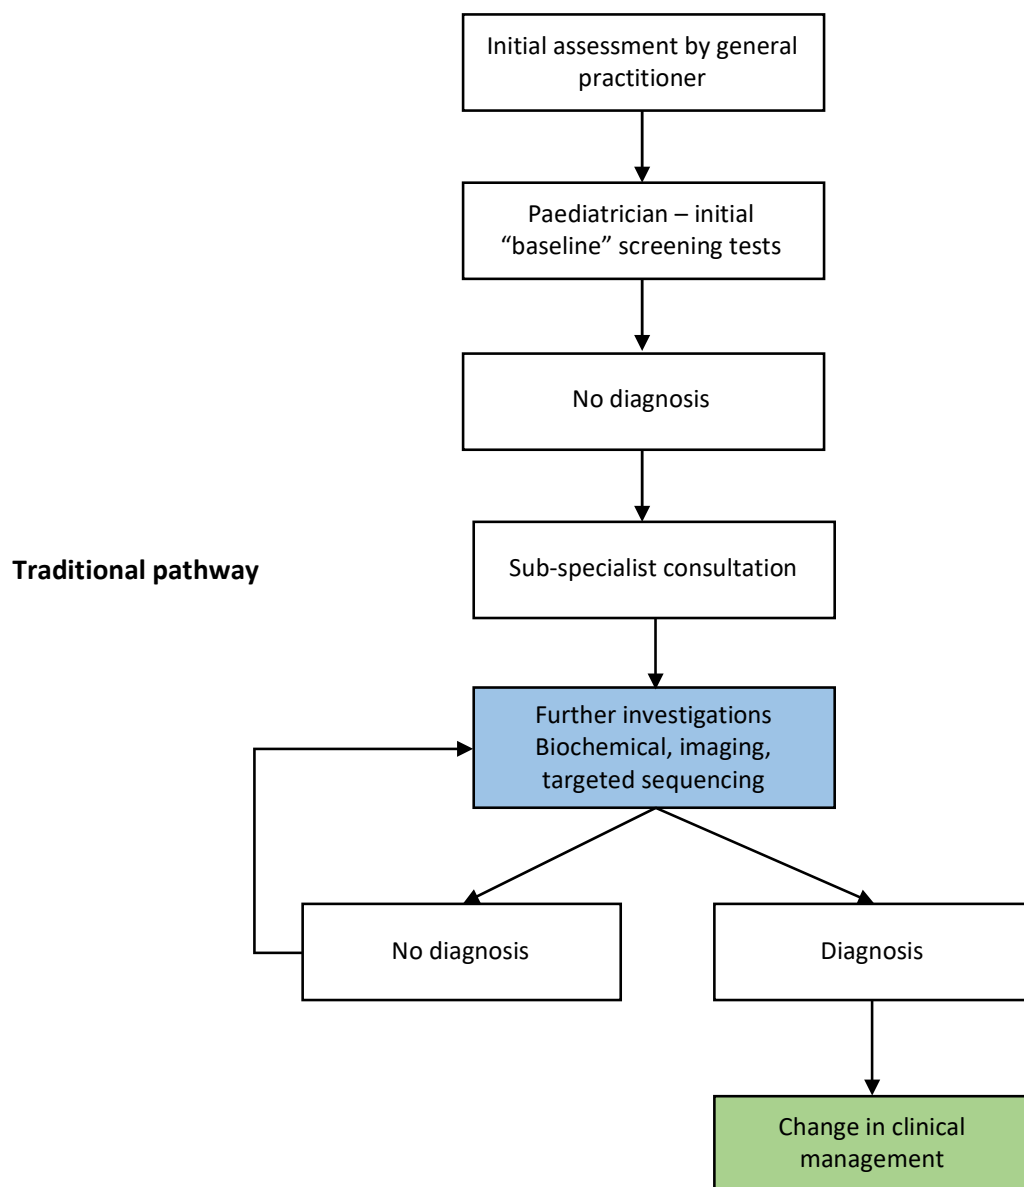 Initial assessment by general
practitioner
Paediatrician – initial
“baseline” screening tests
No diagnosis
Traditional pathway
Sub-specialist consultation
Further investigations
Biochemical, imaging,
targeted sequencing
No diagnosis
Diagnosis
Change in clinical
management